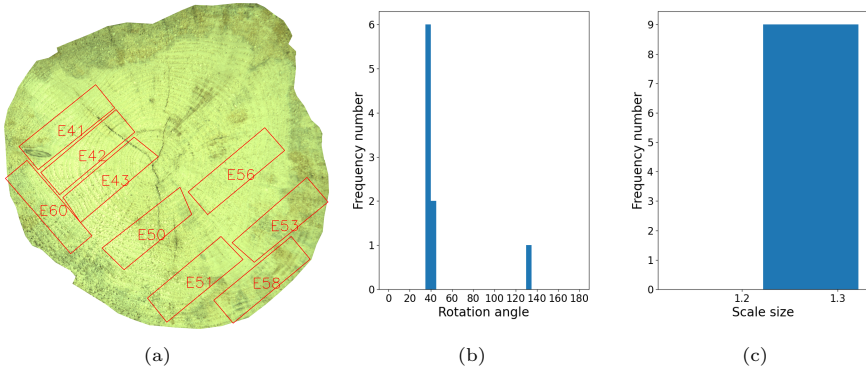 E41
E42
E43
E56
E60
E53
E50
E51
E58
(a)
Frequency number
6
5
4
3
2
1
0
0 20 40 60 80 100 120 140 160 180
Rotation angle
(b)
Frequency number
9
8
7
6
5
4
3
2
1
0
1.2 1.3
Scale size
(c)